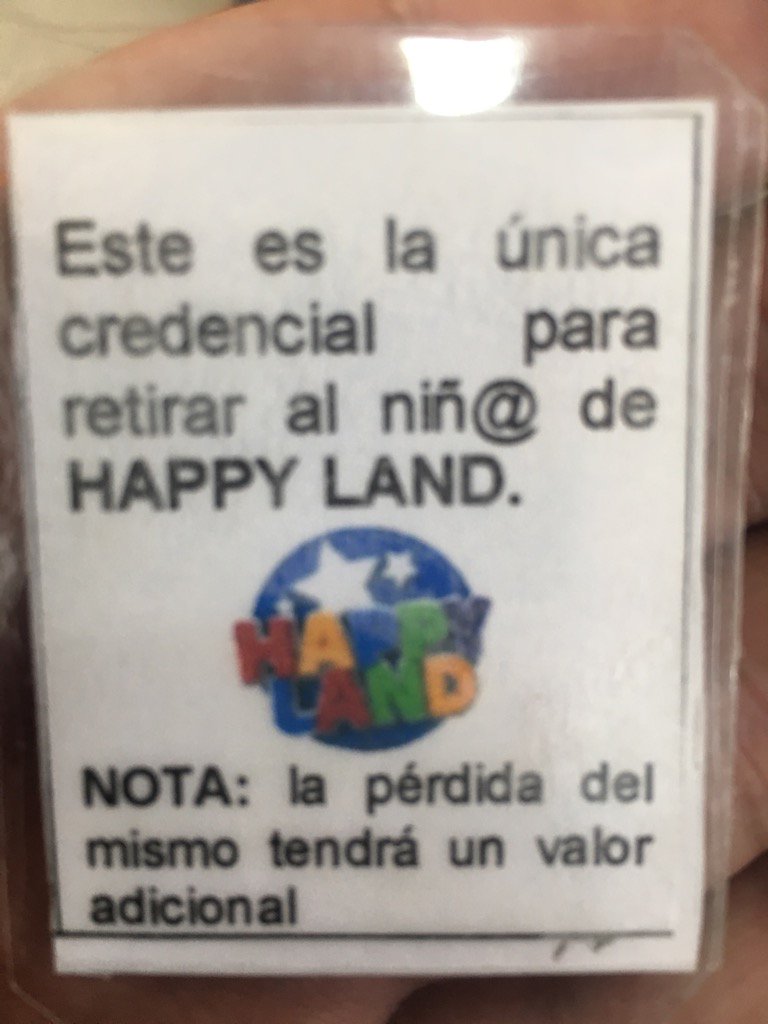 Este es la única
credencial para
retirar al niñ@ de
HAPPY LAND.
HAPPY
LAND
NOTA: la pérdida del
mismo tendrá un valor
adicional